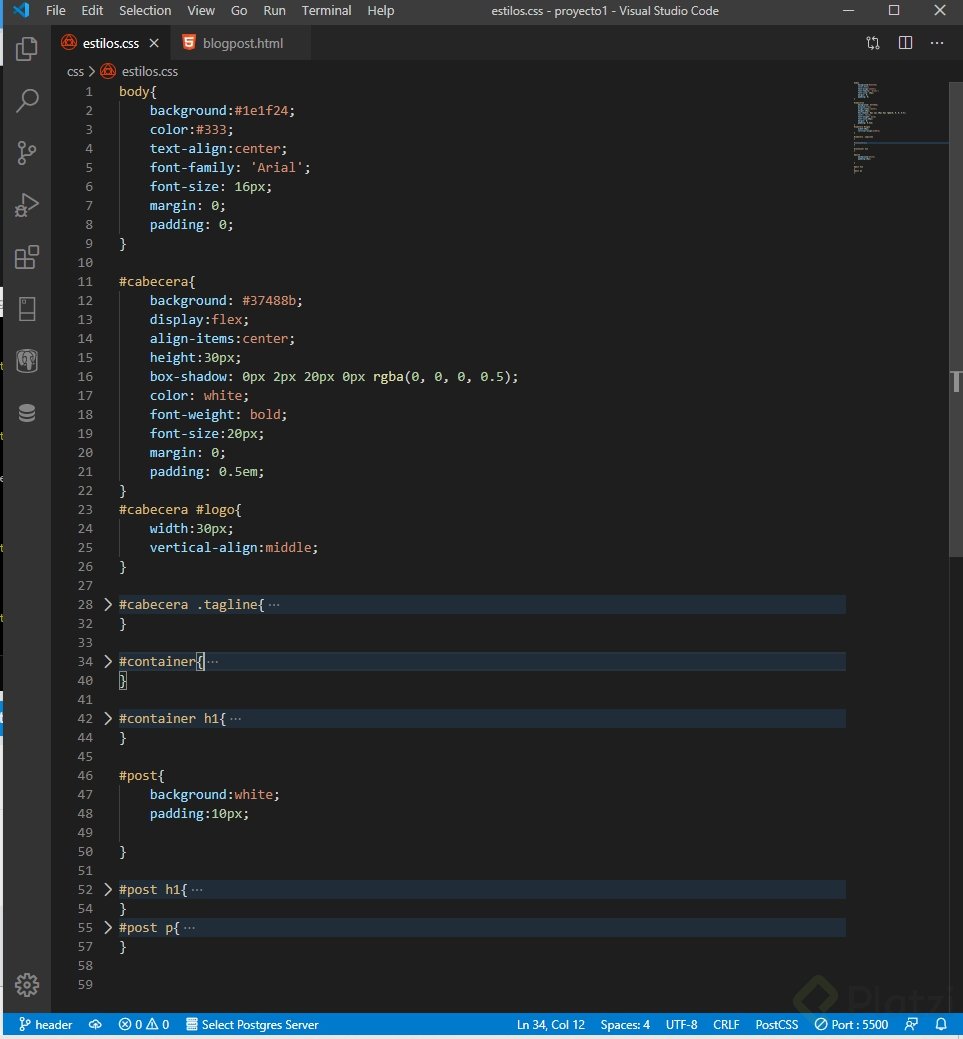 File Edit Selection View Go Run Terminal Help estilos.css - proyecto1 - Visual Studio Code
estilos.css blogpost.html
css > estilos.css
1 body{
2 background:#1e1f24;
3 color:#333;
4 text-align:center;
5 font-family: 'Arial';
6 font-size: 16px;
7 margin: 0;
8 padding: 0;
9 }
10
11 #cabecera{
12 background: #37488b;
13 display:flex;
14 align-items:center;
15 height:30px;
16 box-shadow: 0px 2px 20px 0px rgba(0, 0, 0, 0.5);
17 color: white;
18 font-weight: bold;
19 font-size:20px;
20 margin: 0;
21 padding: 0.5em;
22 }
23 #cabecera #logo{
24 width:30px;
25 vertical-align:middle;
26 }
27
28 #cabecera .tagline{ ···
32 }
33
34 #container{ ···
40 }
41
42 #container h1{ ···
44 }
45
46 #post{
47 background:white;
48 padding:10px;
49
50 }
51
52 #post h1{ ···
54 }
55 #post p{ ···
57 }
58
59
Platzi
header 0 0 Select Postgres Server Ln 34, Col 12 Spaces: 4 UTF-8 CRLF PostCSS Port : 5500